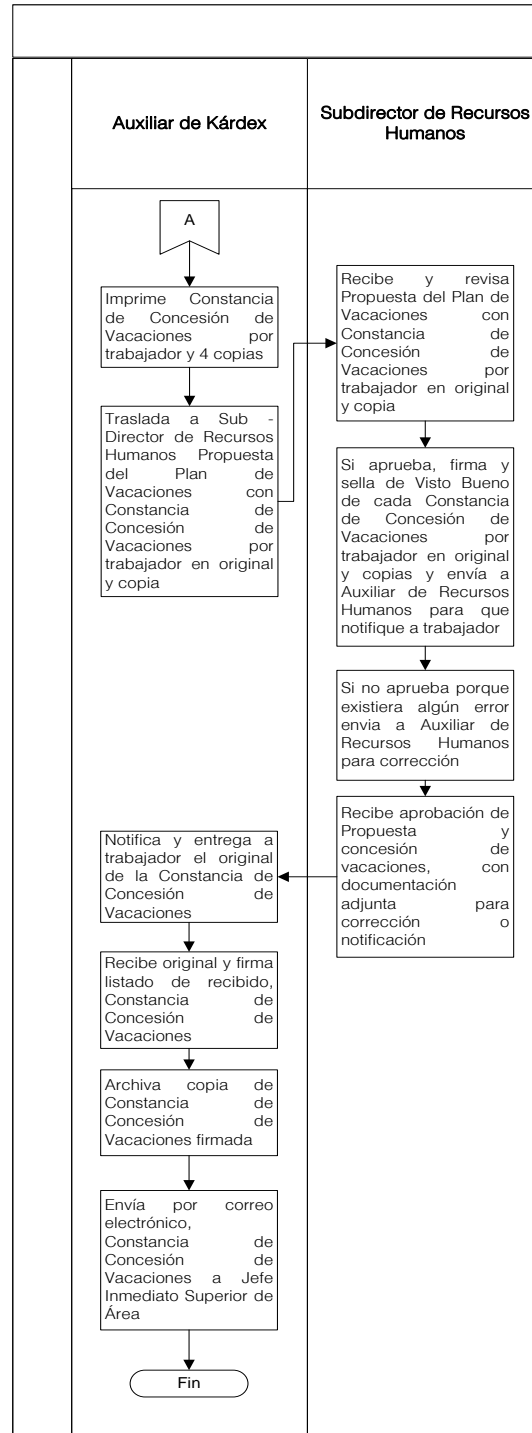 Auxiliar de Kárdex
Subdirector de Recursos
Humanos
A
Imprime Constancia
de Concesión de
Vacaciones por
trabajador y 4 copias
Traslada a Sub -
Director de Recursos
Humanos Propuesta
del Plan de
Vacaciones con
Constancia de
Concesión de
Vacaciones por
trabajador en original
y copia
Recibe y revisa
Propuesta del Plan de
Vacaciones con
Constancia de
Concesión de
Vacaciones por
trabajador en original
y copia
Si aprueba, firma y
sella de Visto Bueno
de cada Constancia
de Concesión de
Vacaciones por
trabajador en original
y copias y envía a
Auxiliar de Recursos
Humanos para que
notifique a trabajador
Si no aprueba porque
existiera algún error
envia a Auxiliar de
Recursos Humanos
para corrección
Recibe aprobación de
Propuesta y
concesión de
vacaciones, con
documentación
adjunta para
corrección o
notificación
Notifica y entrega a
trabajador el original
de la Constancia de
Concesión de
Vacaciones
Recibe original y firma
listado de recibido,
Constancia de
Concesión de
Vacaciones
Archiva copia de
Constancia de
Concesión de
Vacaciones firmada
Envía por correo
electrónico,
Constancia de
Concesión de
Vacaciones a Jefe
Inmediato Superior de
Área
Fin